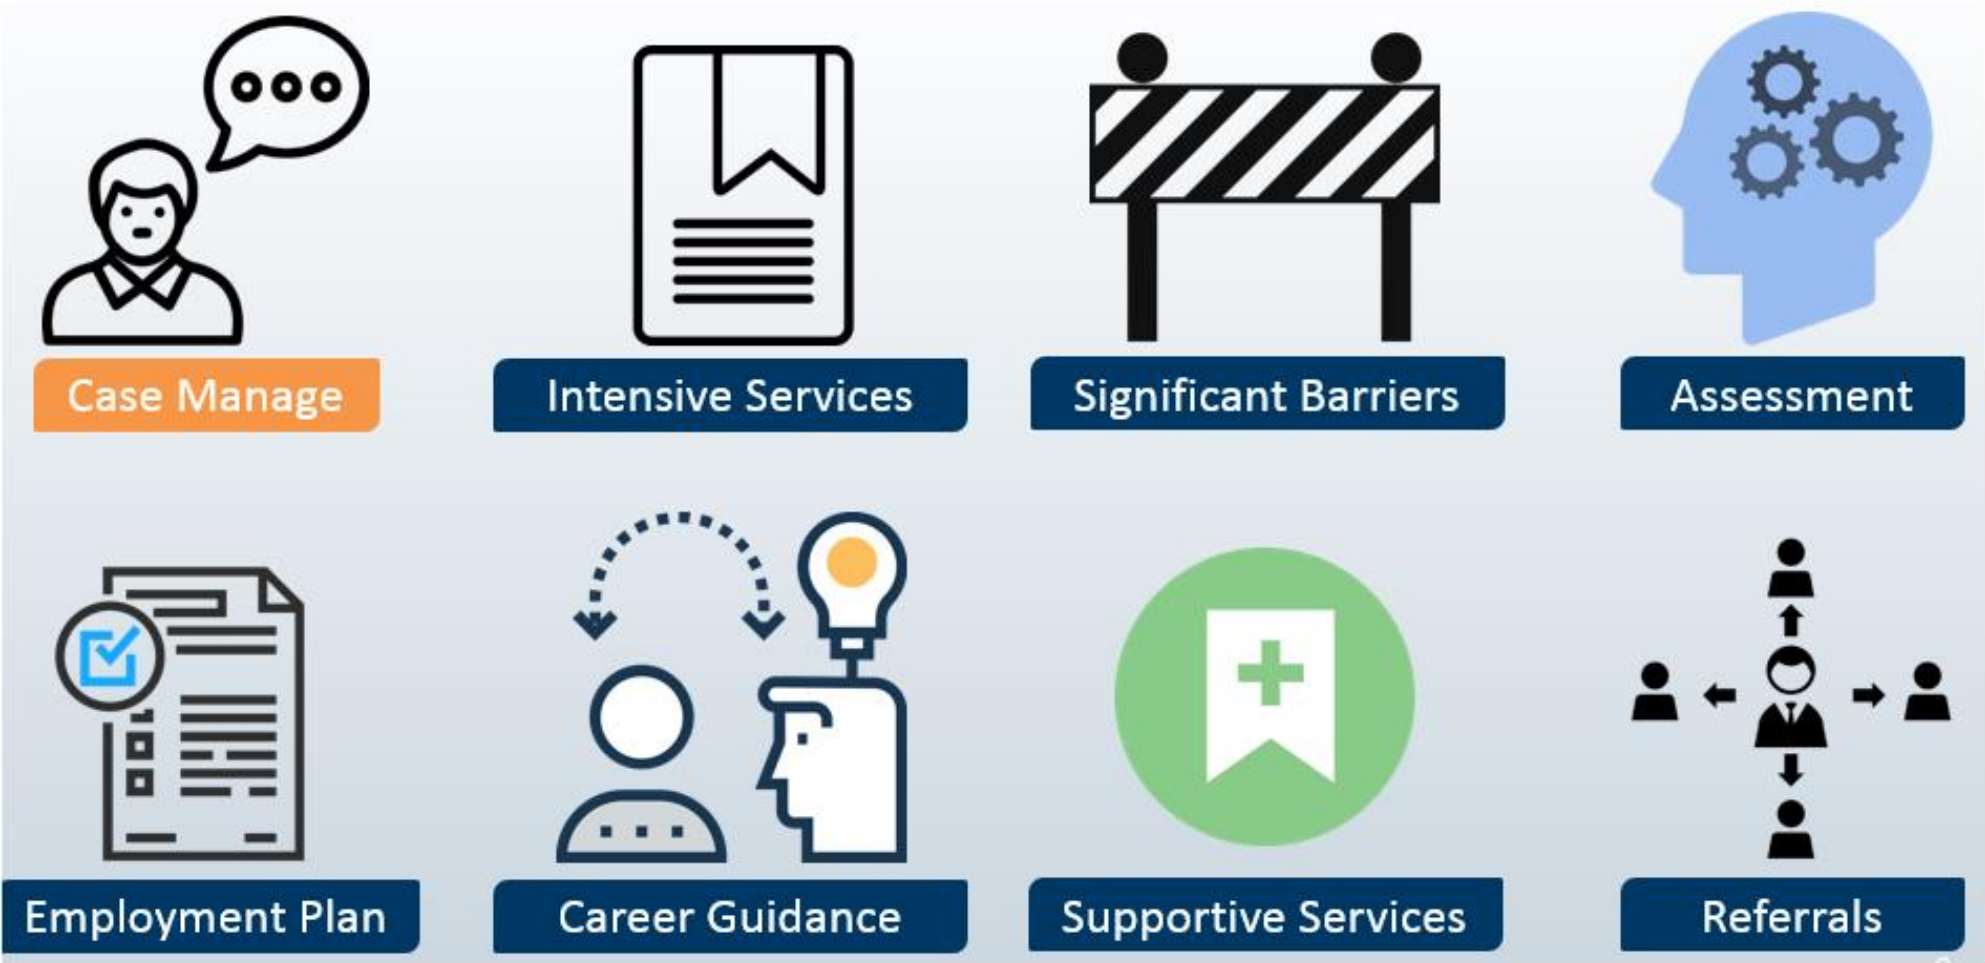 Case Manage
Intensive Services
Significant Barriers
Assessment
Employment Plan
Career Guidance
Supportive Services
Referrals